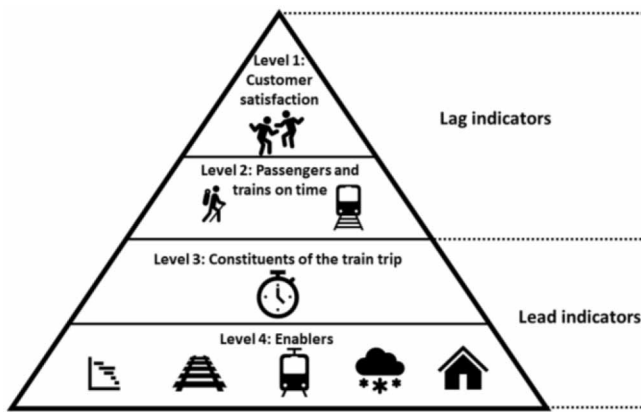 Level 1:
Customer
satisfaction
Lag indicators
Level 2: Passengers and
trains on time
Level 3: Constituents of the train trip
Lead indicators
Level 4: Enablers